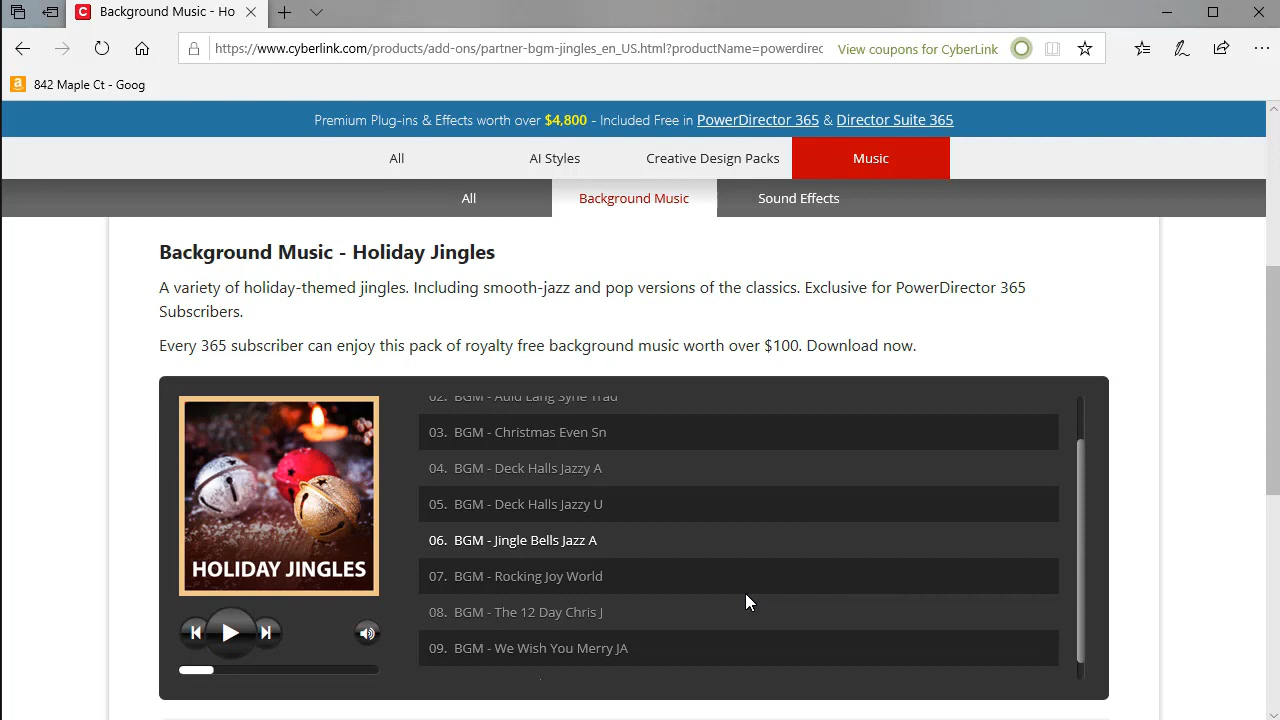 Background Music - Ho
https://www.cyberlink.com/products/add-ons/partner-bgm-jingles_en_US.html?productName=powerdirec
View coupons for CyberLink
842 Maple Ct - Goog
Premium Plug-ins & Effects worth over $4,800 - Included Free in PowerDirector 365 & Director Suite 365
All
AI Styles
Creative Design Packs
Music
All
Background Music
Sound Effects
Background Music - Holiday Jingles
A variety of holiday-themed jingles. Including smooth-jazz and pop versions of the classics. Exclusive for PowerDirector 365
Subscribers.
Every 365 subscriber can enjoy this pack of royalty free background music worth over $100. Download now.
02. BGM - Auld Lang Syne Trad
03. BGM - Christmas Even Sn
04. BGM - Deck Halls Jazzy A
05. BGM - Deck Halls Jazzy U
06. BGM - Jingle Bells Jazz A
07. BGM - Rocking Joy World
08. BGM - The 12 Day Chris J
09. BGM - We Wish You Merry JA
HOLIDAY JINGLES